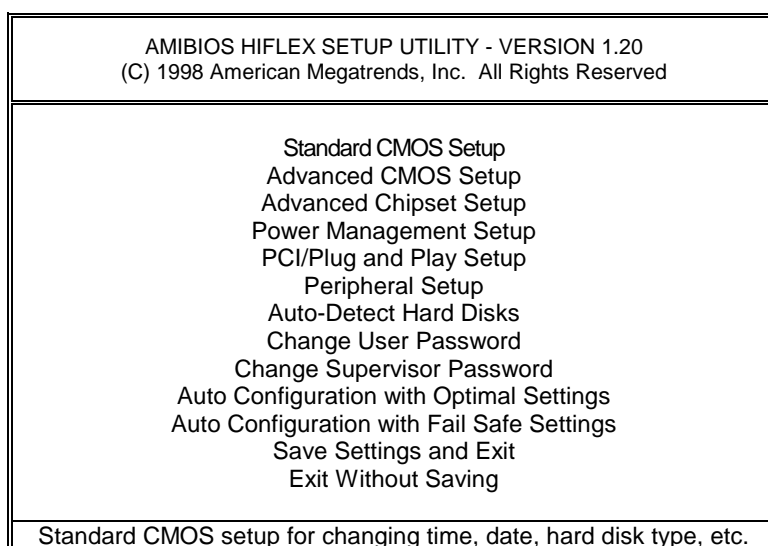 AMIBIOS HIFLEX SETUP UTILITY - VERSION 1.20
(C) 1998 American Megatrends, Inc. All Rights Reserved
Standard CMOS Setup
Advanced CMOS Setup
Advanced Chipset Setup
Power Management Setup
PCI/Plug and Play Setup
Peripheral Setup
Auto-Detect Hard Disks
Change User Password
Change Supervisor Password
Auto Configuration with Optimal Settings
Auto Configuration with Fail Safe Settings
Save Settings and Exit
Exit Without Saving
Standard CMOS setup for changing time, date, hard disk type, etc.